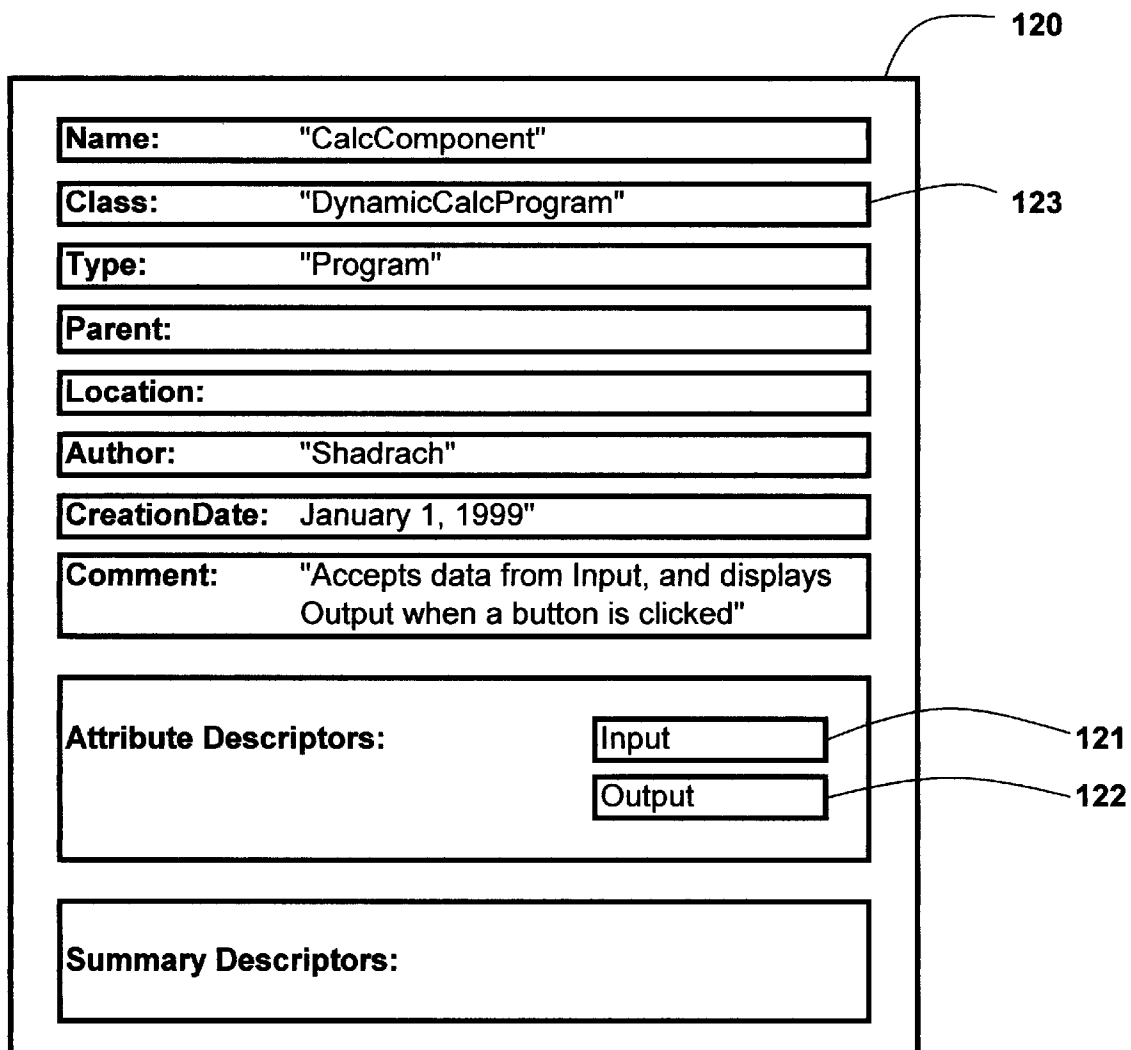 120
Name: "CalcComponent"
Class: "DynamicCalcProgram" 123
Type: "Program"
Parent:
Location:
Author: "Shadrach"
CreationDate: January 1, 1999"
Comment: "Accepts data from Input, and displays
Output when a button is clicked"
Attribute Descriptors: Input 121
Output 122
Summary Descriptors: